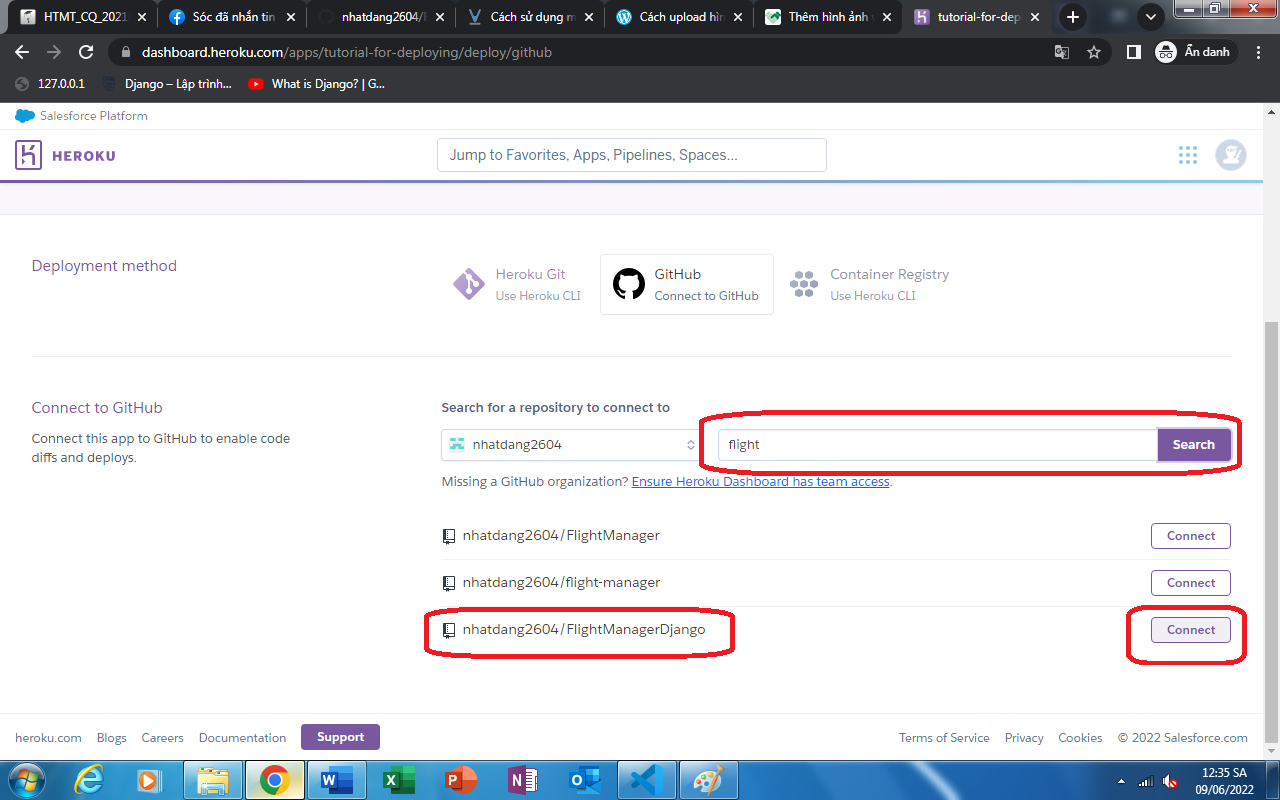 HTMT_CQ_2021
Sóc đã nhắn tin
nhatdang2604/
Cách sử dụng m
Cách upload hìn
Thêm hình ảnh
tutorial-for-dep
dashboard.heroku.com/apps/tutorial-for-deploying/deploy/github
Ẩn danh
127.0.0.1
Django – Lập trình...
What is Django? | G...
Salesforce Platform
HEROKU
Jump to Favorites, Apps, Pipelines, Spaces...
Deployment method
Heroku Git
Use Heroku CLI
GitHub
Connect to GitHub
Container Registry
Use Heroku CLI
Connect to GitHub
Connect this app to GitHub to enable code
diffs and deploys.
Search for a repository to connect to
nhatdang2604
flight
Search
Missing a GitHub organization? Ensure Heroku Dashboard has team access.
nhatdang2604/FlightManager
Connect
nhatdang2604/flight-manager
Connect
nhatdang2604/FlightManagerDjango
Connect
heroku.com
Blogs
Careers
Documentation
Support
Terms of Service
Privacy
Cookies
© 2022 Salesforce.com
12:35 SA
09/06/2022